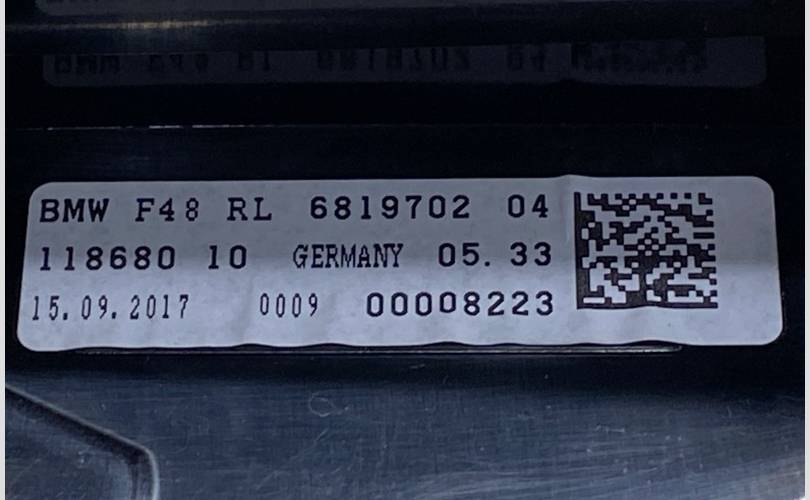 BMW F48 RL 6819702 04
118680 10 GERMANY 05.33
15.09.2017 0009 00008223